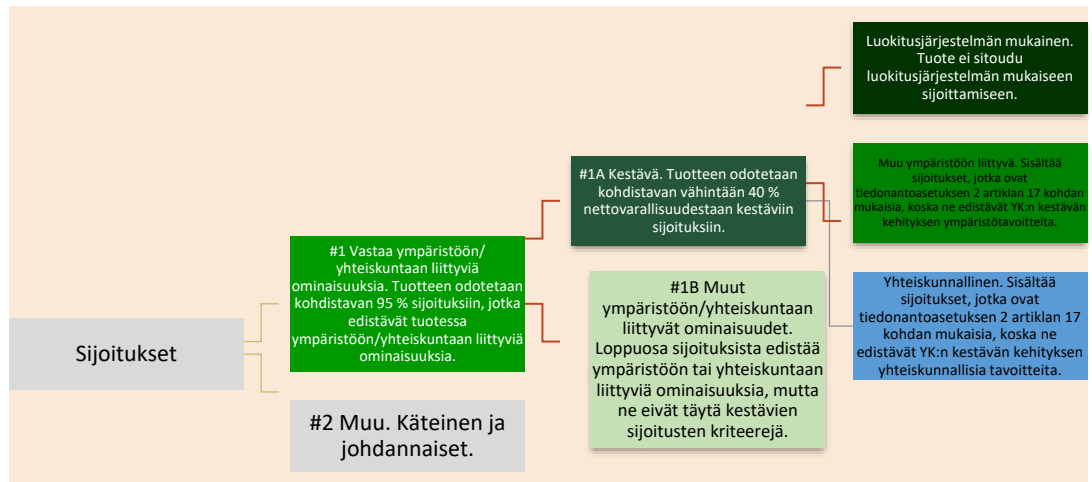 Sijoitukset
#1 Vastaa ympäristöön/
yhteiskuntaan liittyviä
ominaisuuksia. Tuotteen odotetaan
kohdistavan 95 % sijoituksiin, jotka
edistävät tuotessa
ympäristöön/yhteiskuntaan liittyviä
ominaisuuksia.
#2 Muu. Käteinen ja
johdannaiset.
#1A Kestävä. Tuotteen odotetaan
kohdistavan vähintään 40 %
nettovarallisuudestaan kestäviin
sijoituksiin.
#1B Muut
ympäristöön/yhteiskuntaan
liittyvät ominaisuudet.
Loppuosa sijoituksista edistää
ympäristöön tai yhteiskuntaan
liittyviä ominaisuuksia, mutta
ne eivät täytä kestävien
sijoitusten kriteerejä.
Luokitusjärjestelmän mukainen.
Tuote ei sitoudu
luokitusjärjestelmän mukaiseen
sijoittamiseen.
Muu ympäristöön liittyvä. Sisältää
sijoitukset, jotka ovat
tiedonantoasetuksen 2 artiklan 17 kohdan
mukaisia, koska ne edistävät YK:n kestävän
kehityksen ympäristötavoitteita.
Yhteiskunnallinen. Sisältää
sijoitukset, jotka ovat
tiedonantoasetuksen 2 artiklan 17
kohdan mukaisia, koska ne
edistävät YK:n kestävän kehityksen
yhteiskunnallisia tavoitteita.